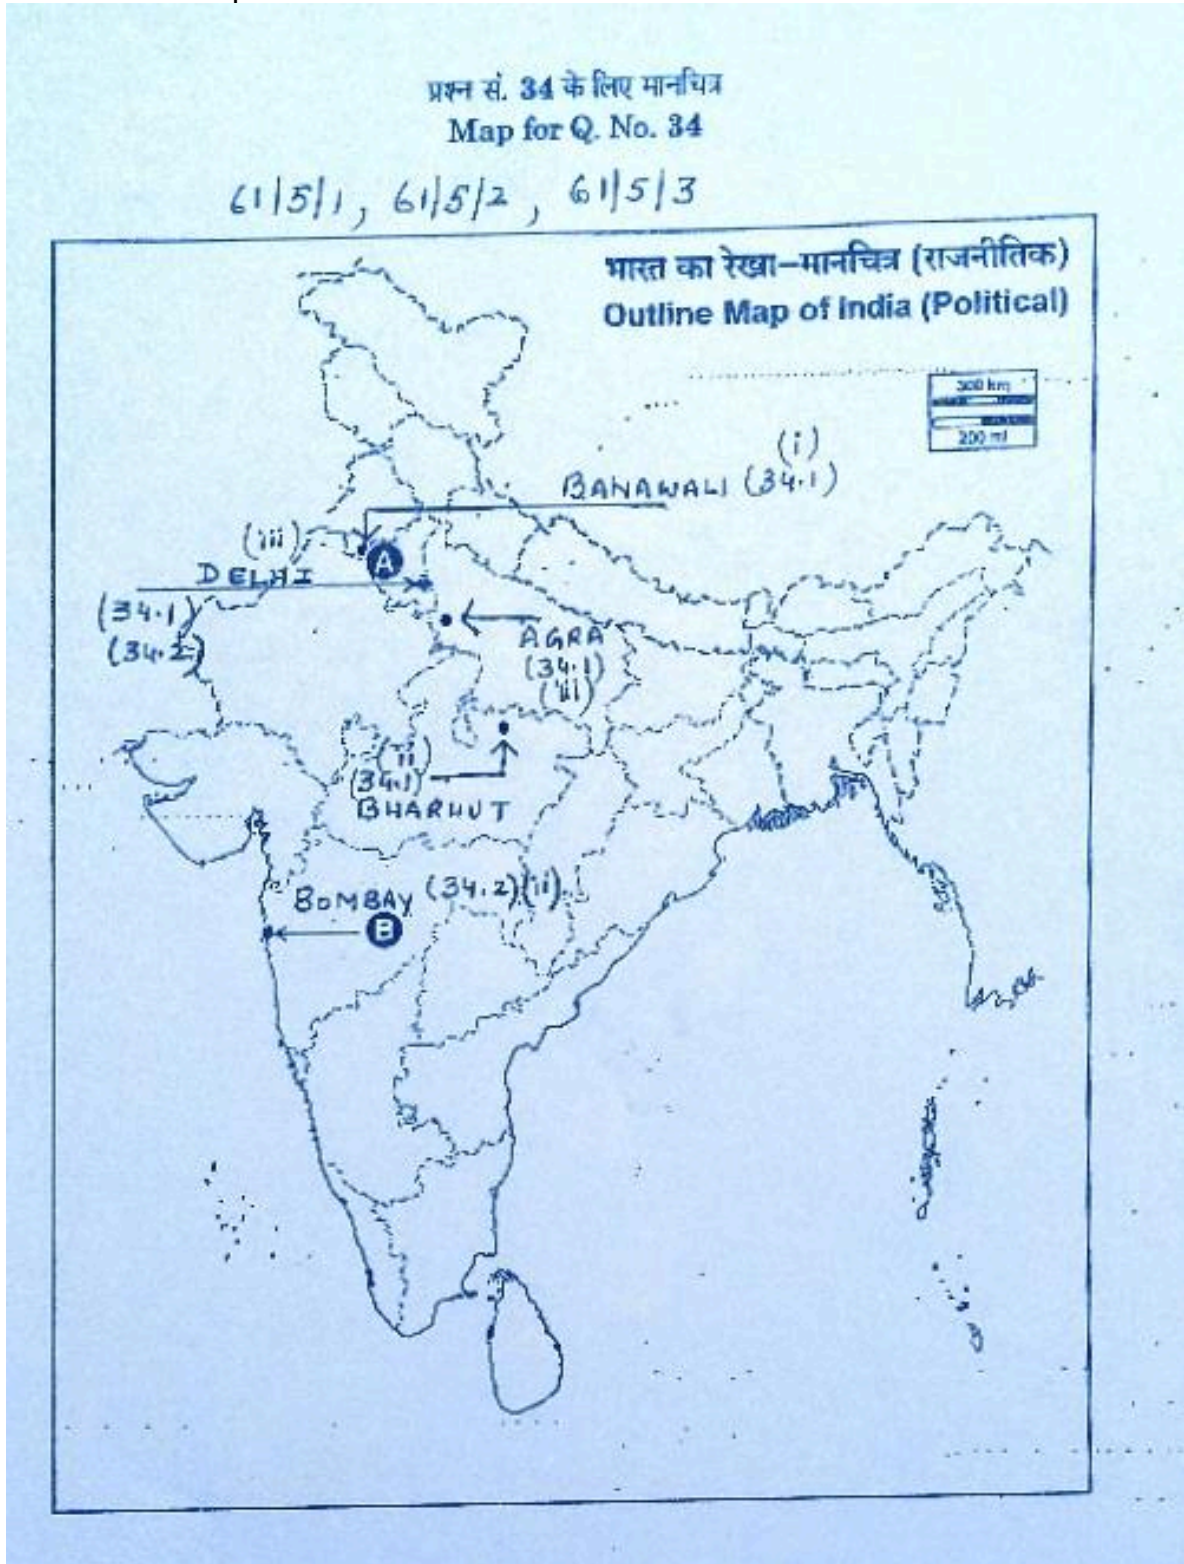 प्रश्न सं. 34 के लिए मानचित्र
Map for Q. No. 34
61/5/1, 61/5/2, 61/5/3
भारत का रेखा-मानचित्र (राजनीतिक)
Outline Map of India (Political)
300 km
200 ml
(i)
BANAWALI (34.1)
(iii)
A
DELHI
(34.1)
(34.2)
AGRA
(34.1)
(iii)
(ii)
(34.1)
BHARHUT
BOMBAY (34.2) (ii)
B